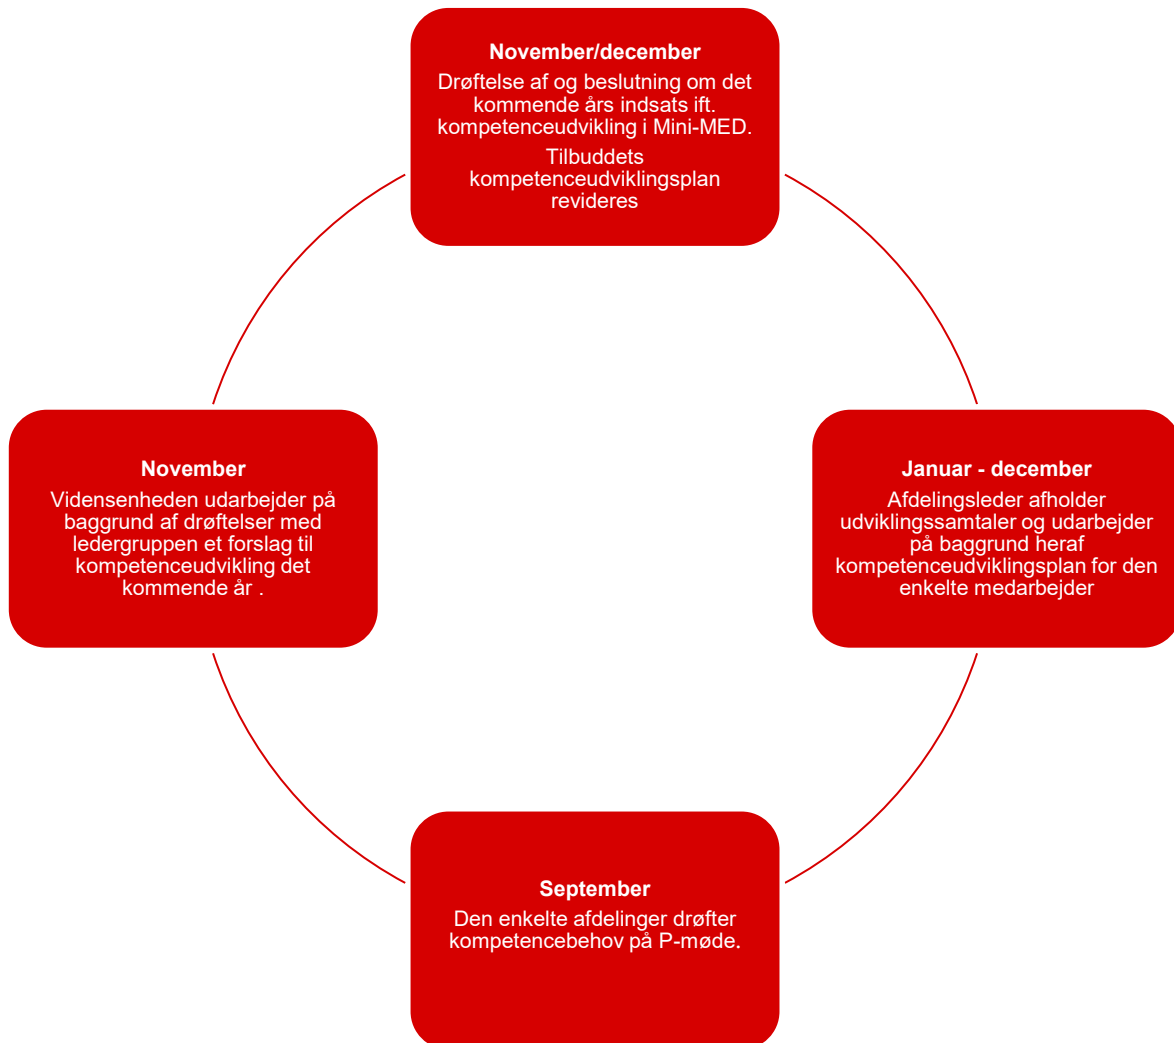 November/december
Drøftelse af og beslutning om det
kommende års indsats ift.
kompetenceudvikling i Mini-MED.
Tilbuddets
kompetenceudviklingsplan
revideres
Januar - december
Afdelingsleder afholder
udviklingssamtaler og udarbejder
på baggrund heraf
kompetenceudviklingsplan for den
enkelte medarbejder
September
Den enkelte afdelinger drøfter
kompetencebehov på P-møde.
November
Vidensenheden udarbejder på
baggrund af drøftelser med
ledergruppen et forslag til
kompetenceudvikling det
kommende år .